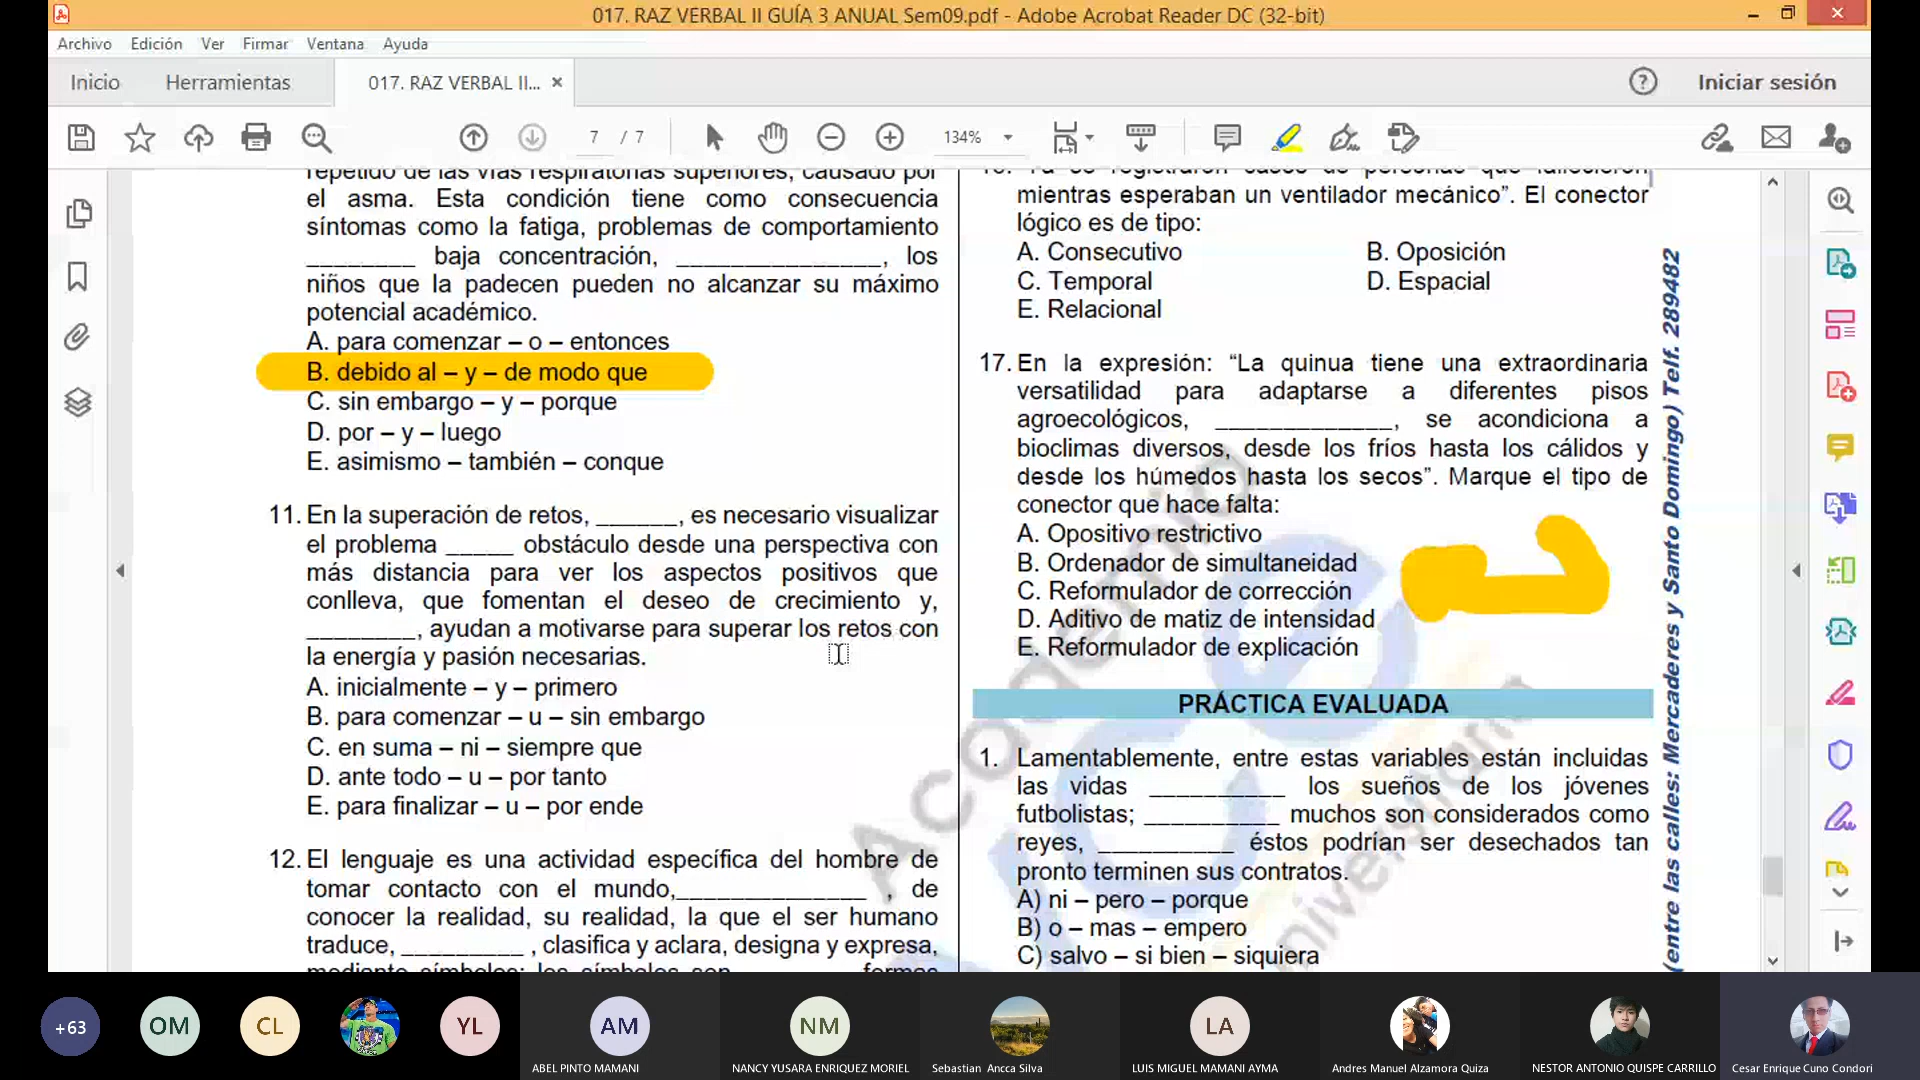 017. RAZ VERBAL II GUÍA 3 ANUAL Sem09.pdf - Adobe Acrobat Reader DC (32-bit)
Archivo Edición Ver Firmar Ventana Ayuda
Inicio Herramientas 017. RAZ VERBAL II... × Iniciar sesión
7 / 7 134%
repetido de las vías respiratorias superiores, causado por
el asma. Esta condición tiene como consecuencia
síntomas como la fatiga, problemas de comportamiento
________ baja concentración, _______________, los
niños que la padecen pueden no alcanzar su máximo
potencial académico.
A. para comenzar – o – entonces
B. debido al – y – de modo que
C. sin embargo – y – porque
D. por – y – luego
E. asimismo – también – conque
11. En la superación de retos, ______, es necesario visualizar
el problema _____ obstáculo desde una perspectiva con
más distancia para ver los aspectos positivos que
conlleva, que fomentan el deseo de crecimiento y,
________, ayudan a motivarse para superar los retos con
la energía y pasión necesarias.
A. inicialmente – y – primero
B. para comenzar – u – sin embargo
C. en suma – ni – siempre que
D. ante todo – u – por tanto
E. para finalizar – u – por ende
12. El lenguaje es una actividad específica del hombre de
tomar contacto con el mundo,______________ , de
conocer la realidad, su realidad, la que el ser humano
traduce, _________ , clasifica y aclara, designa y expresa,
mediante símbolos; los símbolos son _________ formas
mientras esperaban un ventilador mecánico”. El conector
lógico es de tipo:
A. Consecutivo B. Oposición
C. Temporal D. Espacial
E. Relacional
17. En la expresión: “La quinua tiene una extraordinaria
versatilidad para adaptarse a diferentes pisos
agroecológicos, _____________, se acondiciona a
bioclimas diversos, desde los fríos hasta los cálidos y
desde los húmedos hasta los secos”. Marque el tipo de
conector que hace falta:
A. Opositivo restrictivo
B. Ordenador de simultaneidad
C. Reformulador de corrección
D. Aditivo de matiz de intensidad
E. Reformulador de explicación
PRÁCTICA EVALUADA
1. Lamentablemente, entre estas variables están incluidas
las vidas __________ los sueños de los jóvenes
futbolistas; __________ muchos son considerados como
reyes, __________ éstos podrían ser desechados tan
pronto terminen sus contratos.
A) ni – pero – porque
B) o – mas – empero
C) salvo – si bien – siquiera
(entre las calles: Mercaderes y Santo Domingo) Telf. 289482
+63 OM CL YL AM NM LA
ABEL PINTO MAMANI NANCY YUSARA ENRIQUEZ MORIEL Sebastian Ancca Silva LUIS MIGUEL MAMANI AYMA Andres Manuel Alzamora Quiza NESTOR ANTONIO QUISPE CARRILLO Cesar Enrique Cuno Condori